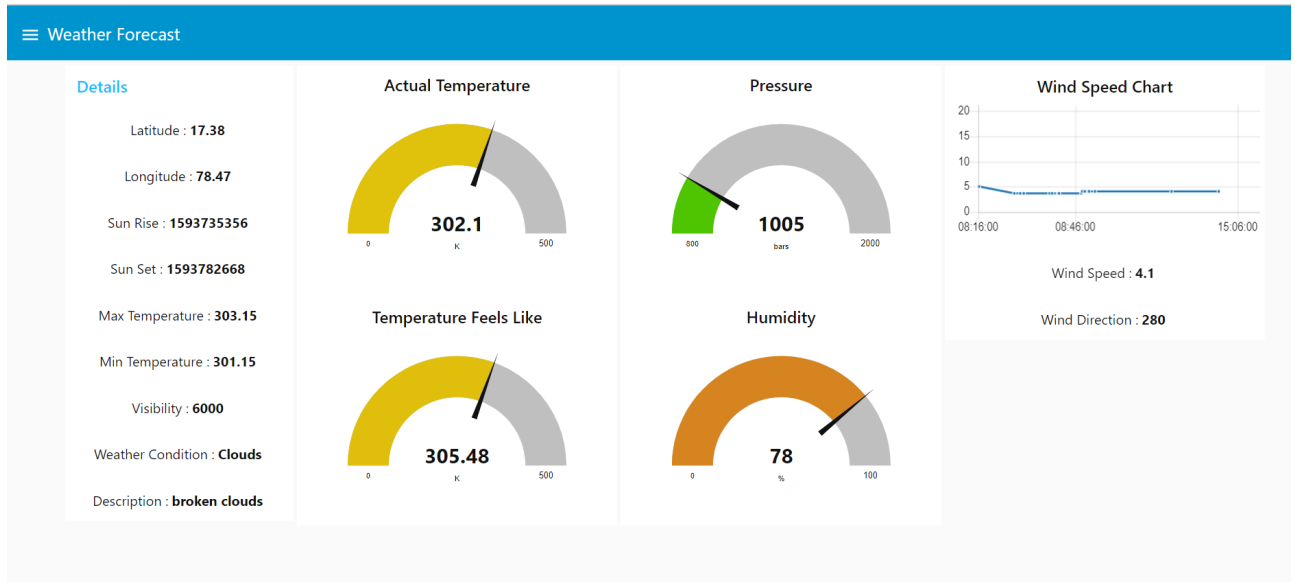 Weather Forecast
Details
Latitude : 17.38
Longitude : 78.47
Sun Rise : 1593735356
Sun Set : 1593782668
Max Temperature : 303.15
Min Temperature : 301.15
Visibility : 6000
Weather Condition : Clouds
Description : broken clouds
Actual Temperature
302.1
K
0
500
Temperature Feels Like
305.48
K
0
500
Pressure
1005
bars
800
2000
Humidity
78
%
0
100
Wind Speed Chart
20
15
10
5
0
08:16:00 08:46:00 15:06:00
Wind Speed : 4.1
Wind Direction : 280